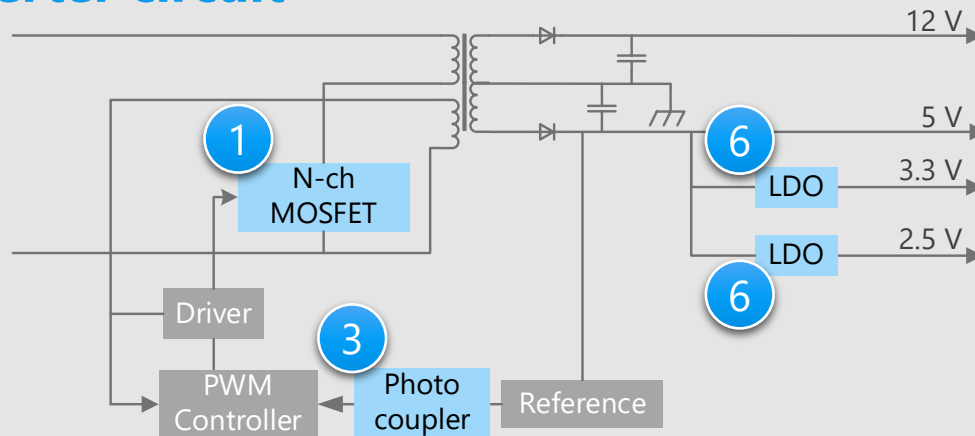 12 V
5 V
1
6
N-ch
MOSFET
LDO
3.3 V
LDO
2.5 V
6
Driver
3
PWM
Controller
Photo
coupler
Reference